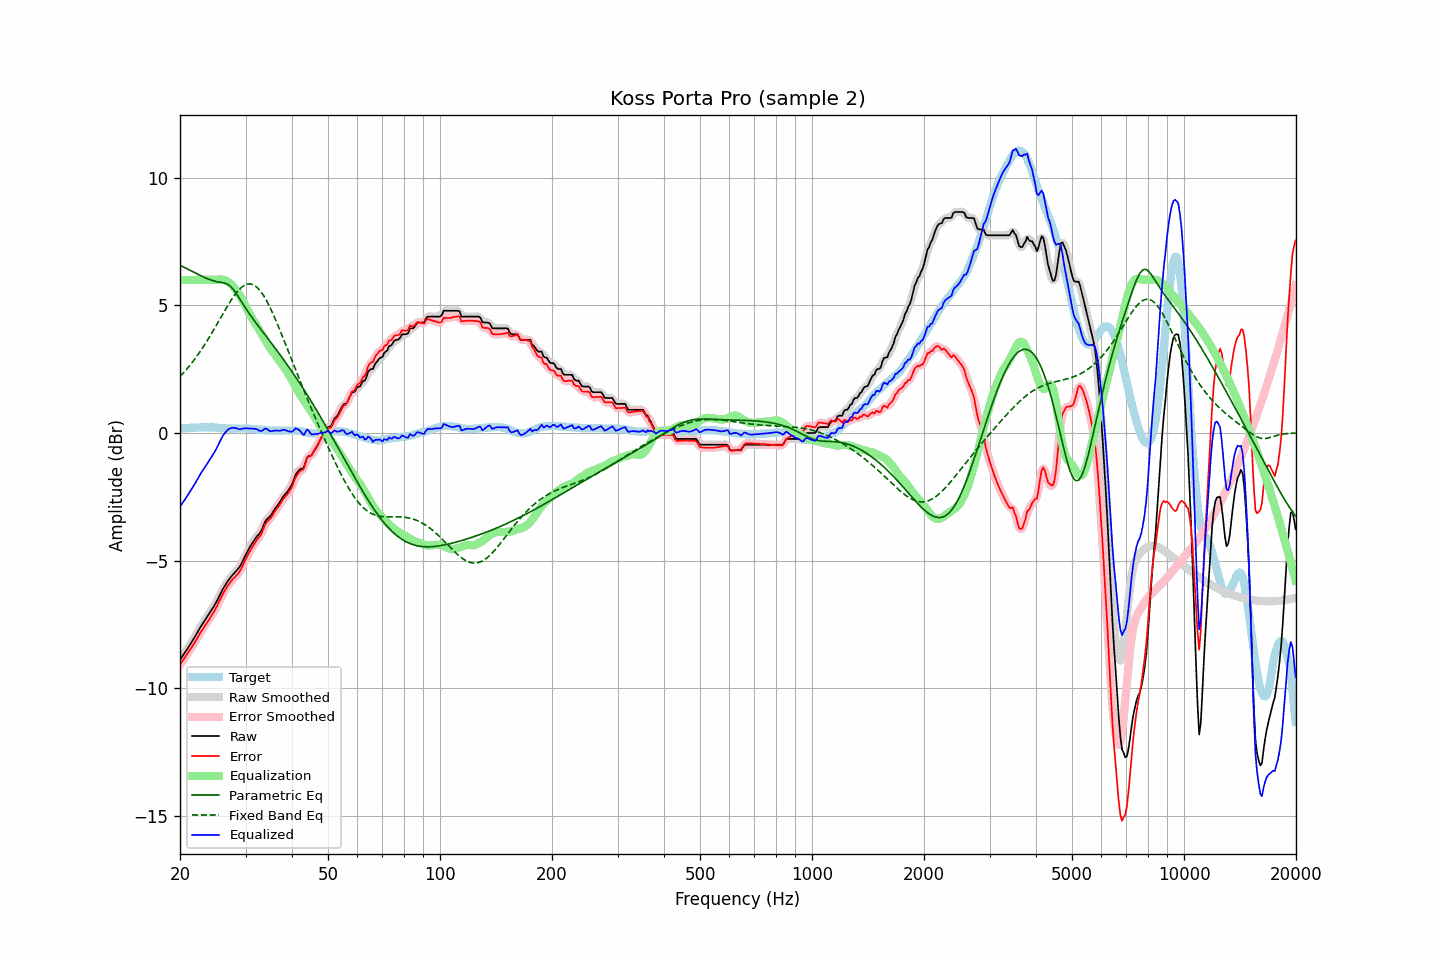 Koss Porta Pro (sample 2)
Amplitude (dBr)
10
5
0
−5
−10
−15
Target
Raw Smoothed
Error Smoothed
Raw
Error
Equalization
Parametric Eq
Fixed Band Eq
Equalized
20 50 100 200 500 1000 2000 5000 10000 20000
Frequency (Hz)